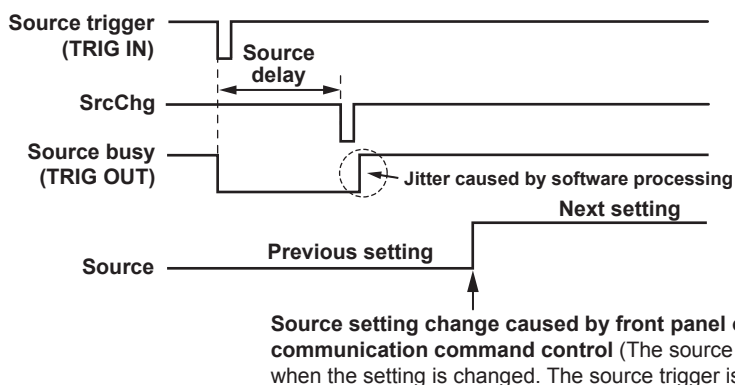 Source trigger
(TRIG IN)
Source
delay
SrcChg
Source busy
(TRIG OUT)
Jitter caused by software processing
Next setting
Previous setting
Source
Source setting change caused by front panel
communication command control (The source
when the setting is changed. The source trigger is